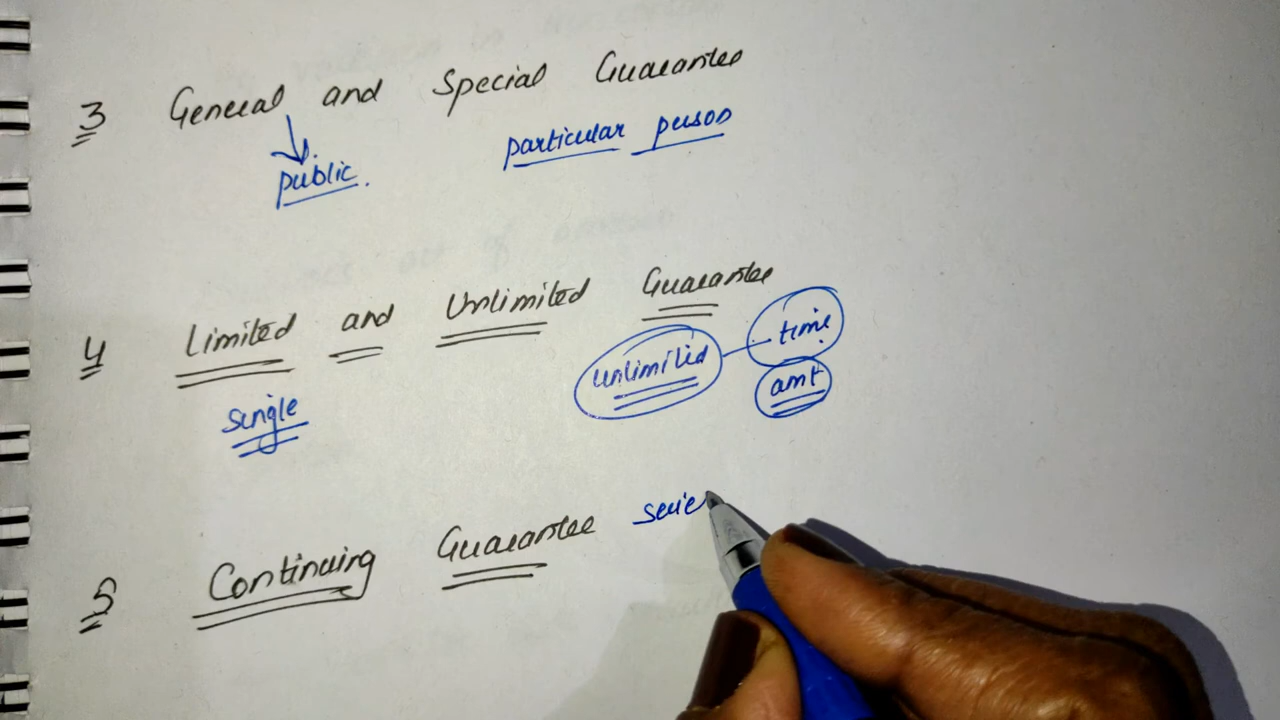 3 General and Special Guarantee
public. particular person
4 Limited and Unlimited Guarantee
unlimited time
single amt
5 Continuing Guarantee serie